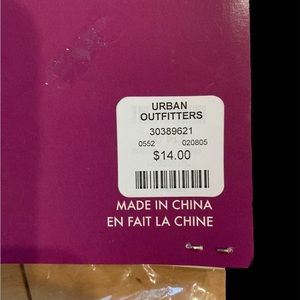 URBAN
OUTFITTERS
30389621
0552 020805
$14.00
MADE IN CHINA
EN FAIT LA CHINE